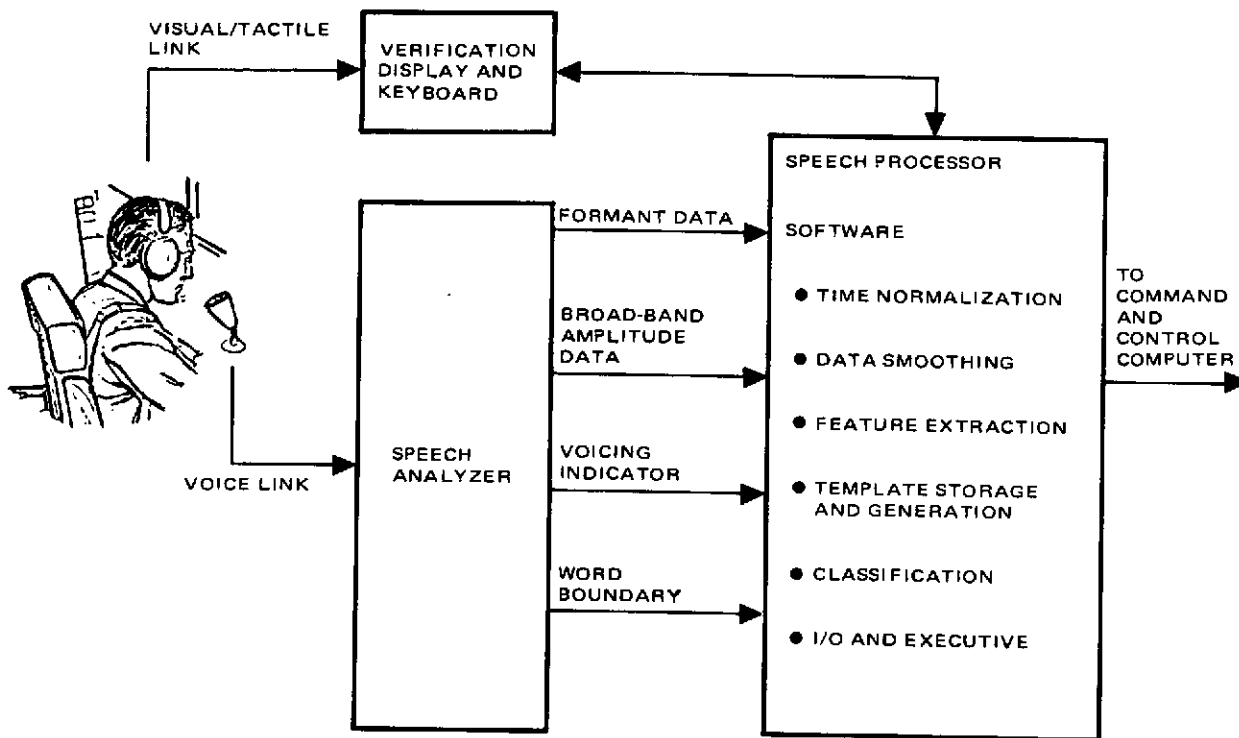 VISUAL/TACTILE
LINK
VERIFICATION
DISPLAY AND
KEYBOARD
SPEECH PROCESSOR
FORMANT DATA
SOFTWARE
● TIME NORMALIZATION
BROAD-BAND
AMPLITUDE
DATA
● DATA SMOOTHING
TO
COMMAND
AND
CONTROL
COMPUTER
● FEATURE EXTRACTION
SPEECH
ANALYZER
VOICE LINK
VOICING
INDICATOR
● TEMPLATE STORAGE
AND GENERATION
WORD
BOUNDARY
● CLASSIFICATION
● I/O AND EXECUTIVE